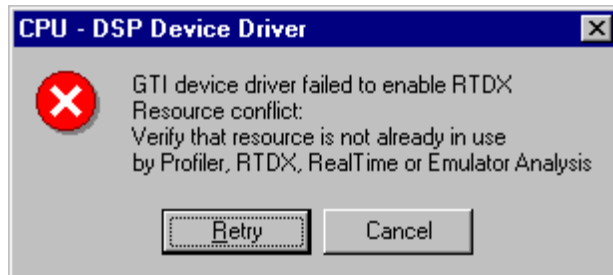 CPU - DSP Device Driver
GTI device driver failed to enable RTDX
Resource conflict:
Verify that resource is not already in use
by Profiler, RTDX, RealTime or Emulator Analysis
Retry
Cancel